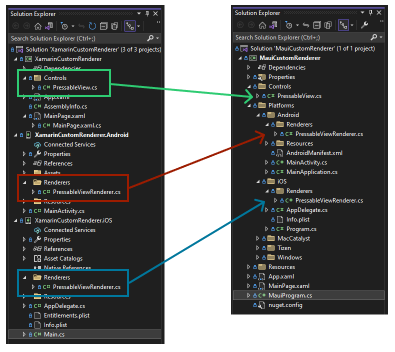 Solution Explorer
Search Solution Explorer (Ctrl+;)
Solution 'XamarinCustomRenderer' (3 of 3 projects)
XamarinCustomRenderer
Dependencies
Controls
PressableView.cs
App.xaml
AssemblyInfo.cs
MainPage.xaml
MainPage.xaml.cs
XamarinCustomRenderer.Android
Connected Services
Properties
References
Assets
Renderers
PressableViewRenderer.cs
Resources
MainActivity.cs
XamarinCustomRenderer.iOS
Connected Services
Properties
Asset Catalogs
Native References
Renderers
PressableViewRenderer.cs
Resources
AppDelegate.cs
Entitlements.plist
Info.plist
Main.cs
Solution Explorer
Search Solution Explorer (Ctrl+;)
Solution 'MauiCustomRenderer' (1 of 1 project)
MauiCustomRenderer
Dependencies
Properties
Controls
PressableView.cs
Platforms
Android
Renderers
PressableViewRenderer.cs
Resources
AndroidManifest.xml
MainActivity.cs
MainApplication.cs
iOS
Renderers
PressableViewRenderer.cs
AppDelegate.cs
Info.plist
Program.cs
MacCatalyst
Tizen
Windows
Resources
App.xaml
MainPage.xaml
MauiProgram.cs
nuget.config